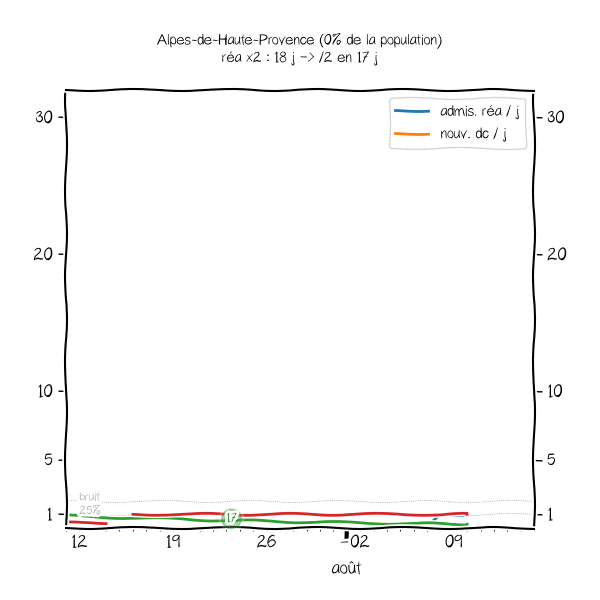 Alpes-de-Haute-Provence (0% de la population)
réa x2 : 18 j -> /2 en 17 j
admis. réa / j
nouv. dc / j
30
30
20
20
10
10
5
5
bruit
25%
1
1
17
12
19
26
02
09
août